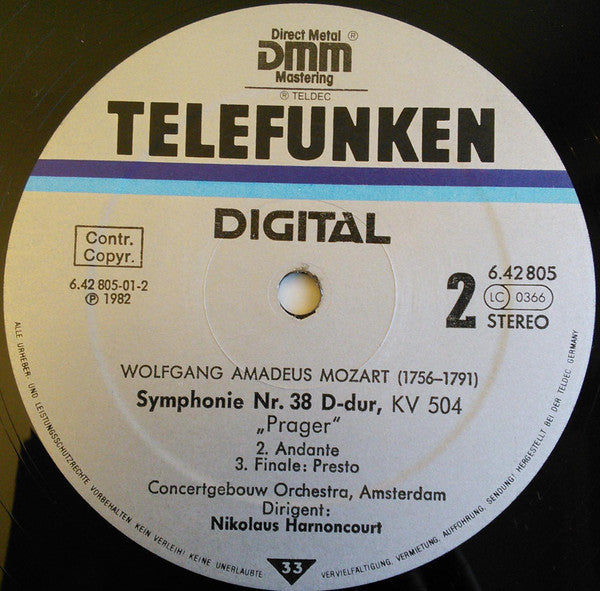 Direct Metal ®
DMM
Mastering
® TELDEC
TELEFUNKEN
DIGITAL
Contr.
Copyr.
6.42 805-01-2
Ⓟ 1982
2
6.42 805
LC 0366
STEREO
WOLFGANG AMADEUS MOZART (1756–1791)
Symphonie Nr. 38 D-dur, KV 504
„Prager“
2. Andante
3. Finale: Presto
Concertgebouw Orchestra, Amsterdam
Dirigent:
Nikolaus Harnoncourt
33
ALLE URHEBER- UND LEISTUNGSSCHUTZRECHTE VORBEHALTEN KEIN VERLEIH! KEINE UNERLAUBTE VERVIELFÄLTIGUNG, VERMIETUNG, AUFFÜHRUNG, SENDUNG! HERGESTELLT BEI DER TELDEC GERMANY